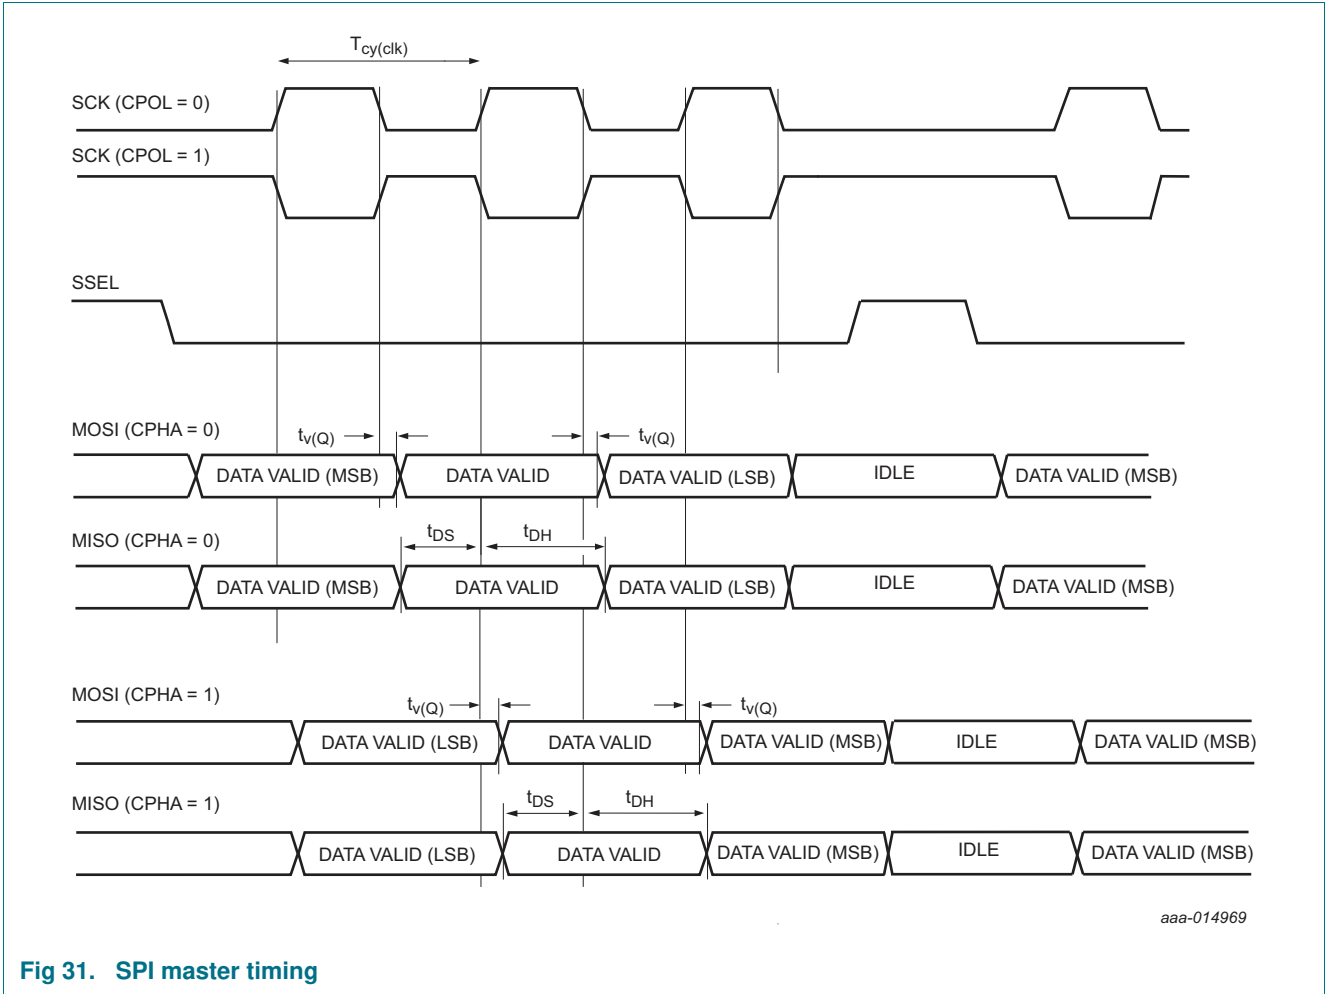 Tcy(clk)
SCK (CPOL = 0)
SCK (CPOL = 1)
SSEL
MOSI (CPHA = 0)
tv(Q)
tv(Q)
DATA VALID (MSB)
DATA VALID
DATA VALID (LSB)
IDLE
DATA VALID (MSB)
MISO (CPHA = 0)
tDS
tDH
DATA VALID (MSB)
DATA VALID
DATA VALID (LSB)
IDLE
DATA VALID (MSB)
MOSI (CPHA = 1)
tv(Q)
tv(Q)
DATA VALID (LSB)
DATA VALID
DATA VALID (MSB)
IDLE
DATA VALID (MSB)
MISO (CPHA = 1)
tDS
tDH
DATA VALID (LSB)
DATA VALID
DATA VALID (MSB)
IDLE
DATA VALID (MSB)
aaa-014969
Fig 31. SPI master timing